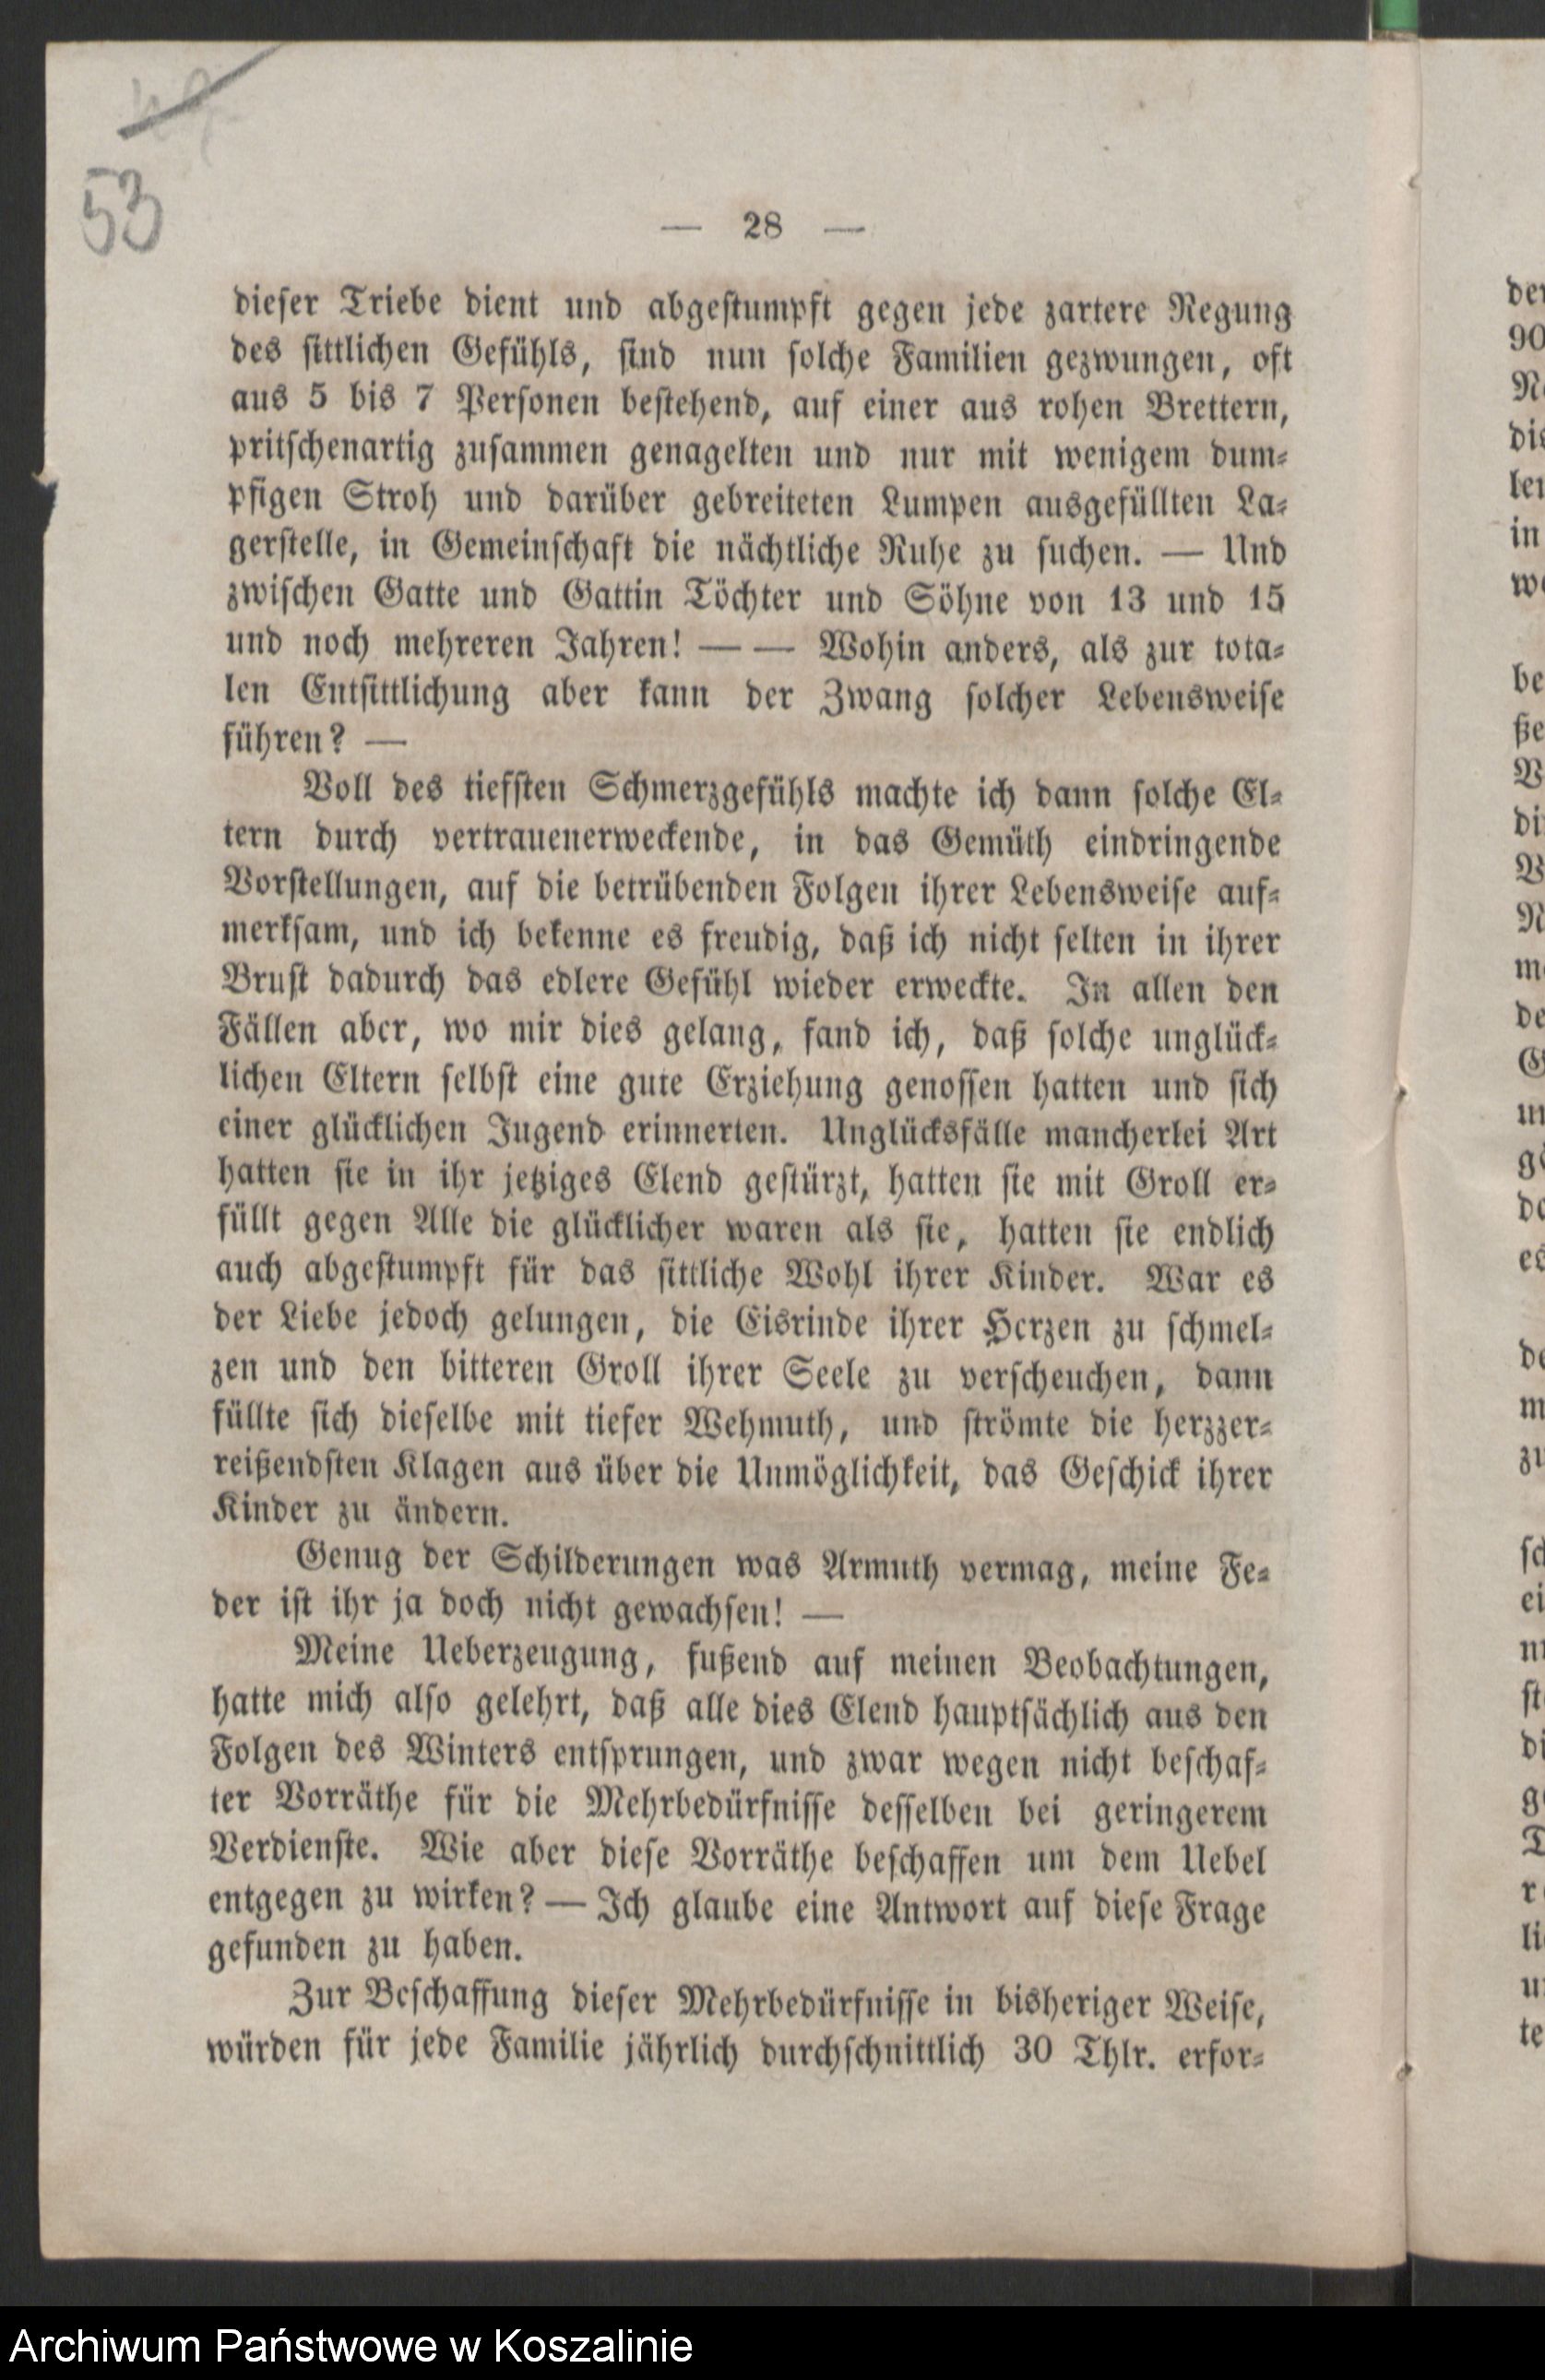 53
— 28 —
dieser Triebe dient und abgestumpft gegen jede zartere Regung
des sittlichen Gefühls, sind nun solche Familien gezwungen, oft
aus 5 bis 7 Personen bestehend, auf einer aus rohen Brettern,
pritschenartig zusammen genagelten und nur mit wenigem dum-
pfigen Stroh und darüber gebreiteten Lumpen ausgefüllten La-
gerstelle, in Gemeinschaft die nächtliche Ruhe zu suchen. — Und
zwischen Gatte und Gattin Töchter und Söhne von 13 und 15
und noch mehreren Jahren! — — Wohin anders, als zur tota-
len Entsittlichung aber kann der Zwang solcher Lebensweise
führen? —
Voll des tiefsten Schmerzgefühls machte ich dann solche El-
tern durch vertrauenerweckende, in das Gemüth eindringende
Vorstellungen, auf die betrübenden Folgen ihrer Lebensweise auf-
merksam, und ich bekenne es freudig, daß ich nicht selten in ihrer
Brust dadurch das edlere Gefühl wieder erweckte. In allen den
Fällen aber, wo mir dies gelang, fand ich, daß solche unglück-
lichen Eltern selbst eine gute Erziehung genossen hatten und sich
einer glücklichen Jugend erinnerten. Unglücksfälle mancherlei Art
hatten sie in ihr jetziges Elend gestürzt, hatten sie mit Groll er-
füllt gegen Alle die glücklicher waren als sie, hatten sie endlich
auch abgestumpft für das sittliche Wohl ihrer Kinder. War es
der Liebe jedoch gelungen, die Eisrinde ihrer Herzen zu schmel-
zen und den bitteren Groll ihrer Seele zu verscheuchen, dann
füllte sich dieselbe mit tiefer Wehmuth, und strömte die herzzer-
reißendsten Klagen aus über die Unmöglichkeit, das Geschick ihrer
Kinder zu ändern.
Genug der Schilderungen was Armuth vermag, meine Fe-
der ist ihr ja doch nicht gewachsen! —
Meine Ueberzeugung, fußend auf meinen Beobachtungen,
hatte mich also gelehrt, daß alle dies Elend hauptsächlich aus den
Folgen des Winters entsprungen, und zwar wegen nicht beschaf-
ter Vorräthe für die Mehrbedürfnisse desselben bei geringerem
Verdienste. Wie aber diese Vorräthe beschaffen um dem Uebel
entgegen zu wirken? — Ich glaube eine Antwort auf diese Frage
gefunden zu haben.
Zur Beschaffung dieser Mehrbedürfnisse in bisheriger Weise,
würden für jede Familie jährlich durchschnittlich 30 Thlr. erfor-
Archiwum Państwowe w Koszalinie